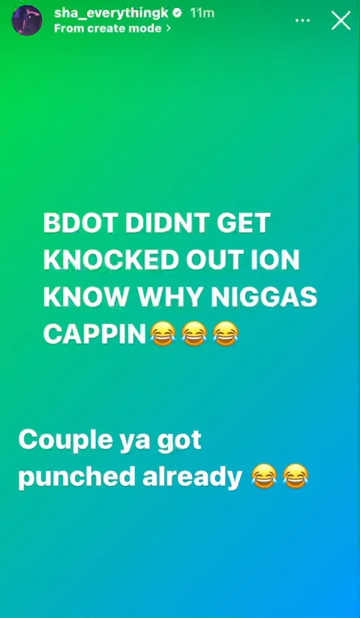 sha_everythingk 11m
From create mode >
BDOT DIDNT GET
KNOCKED OUT ION
KNOW WHY NIGGAS
CAPPIN😂😂😂
Couple ya got
punched already 😂😂